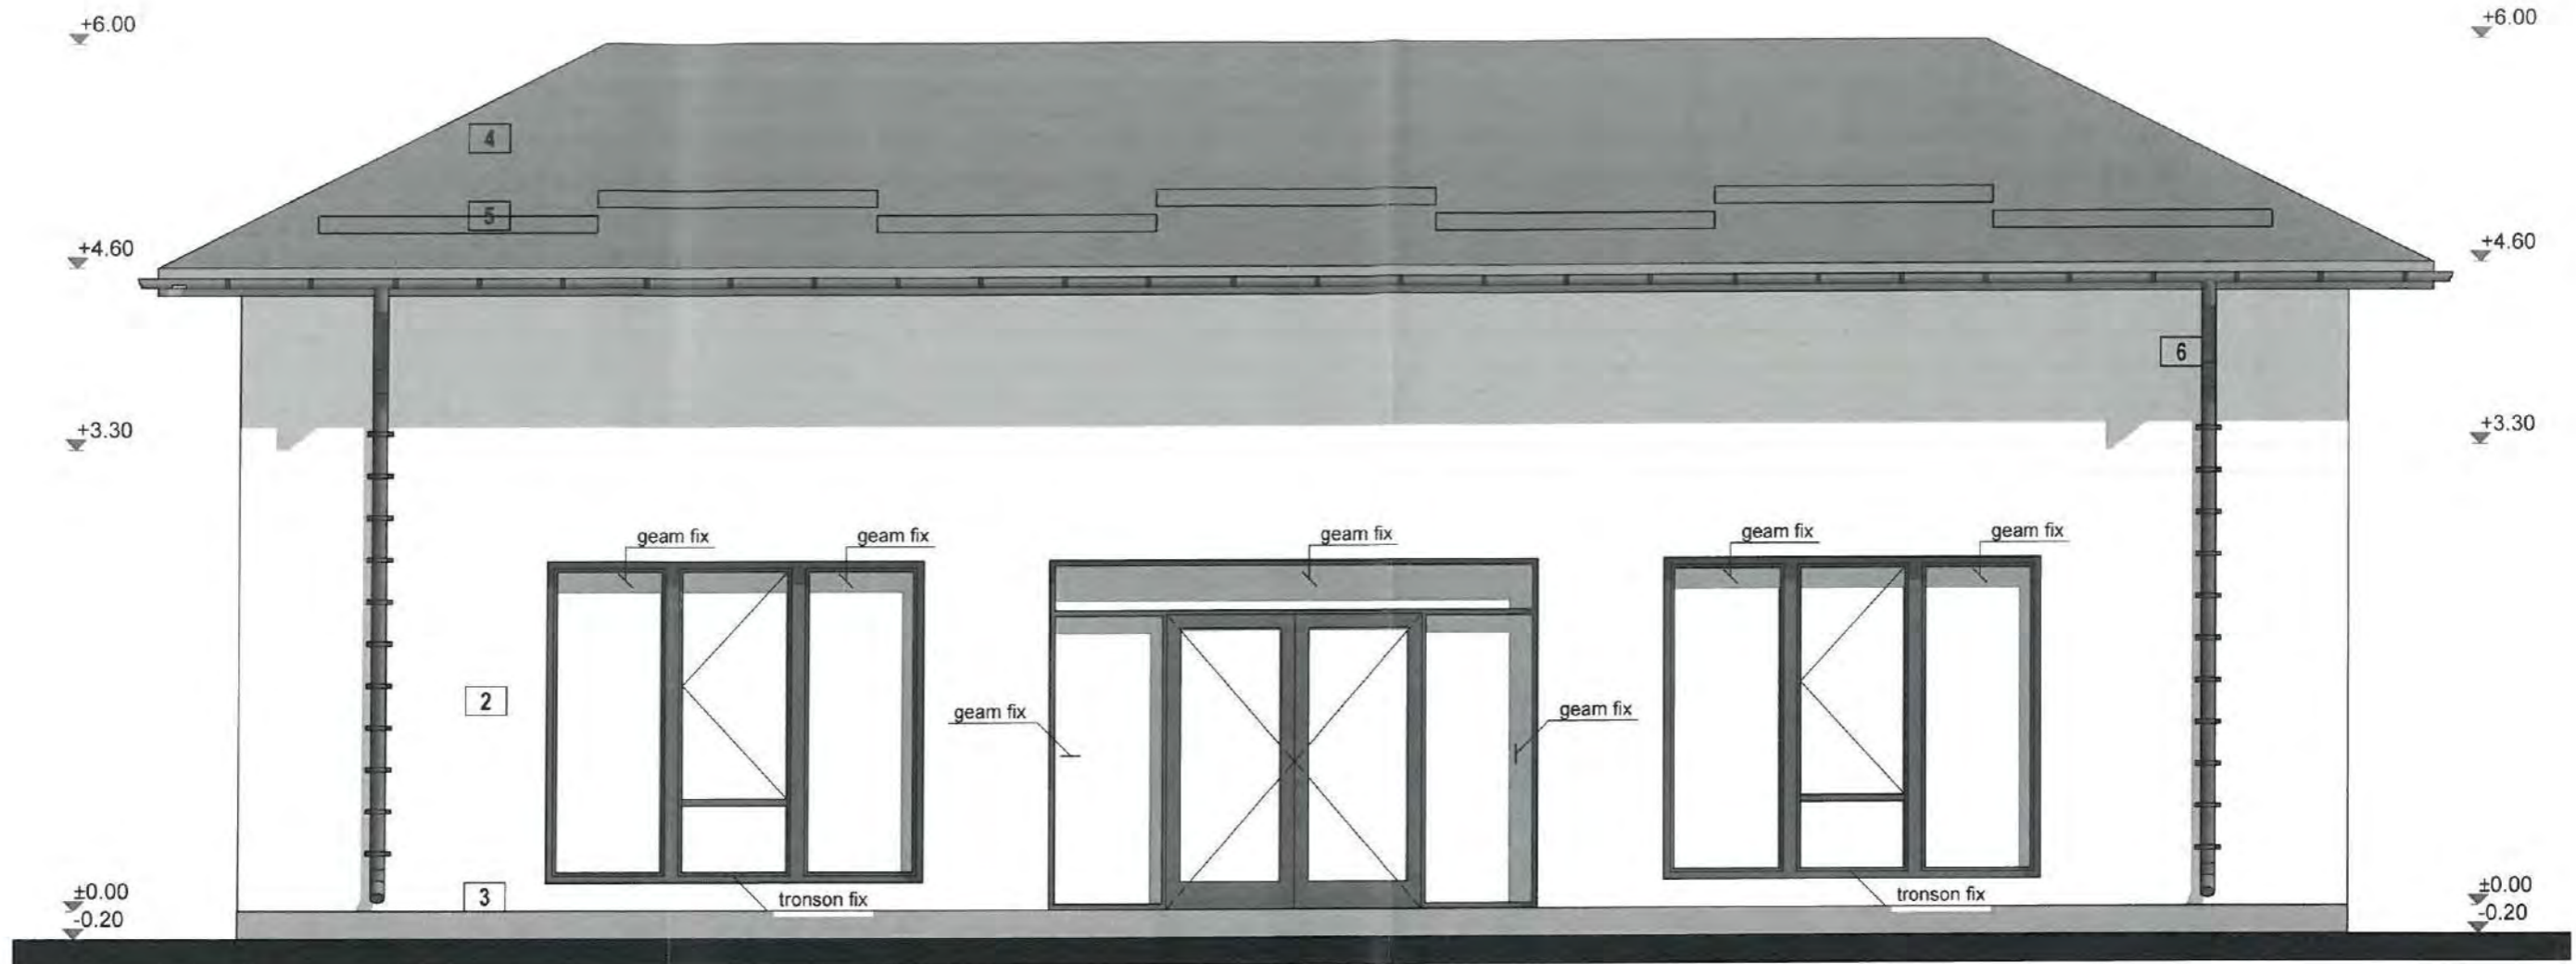 +6.00
+6.00
4
5
+4.60
+4.60
6
+3.30
+3.30
geam fix
geam fix
geam fix
geam fix
geam fix
2
geam fix
geam fix
3
tronson fix
tronson fix
±0.00
±0.00
-0.20
-0.20